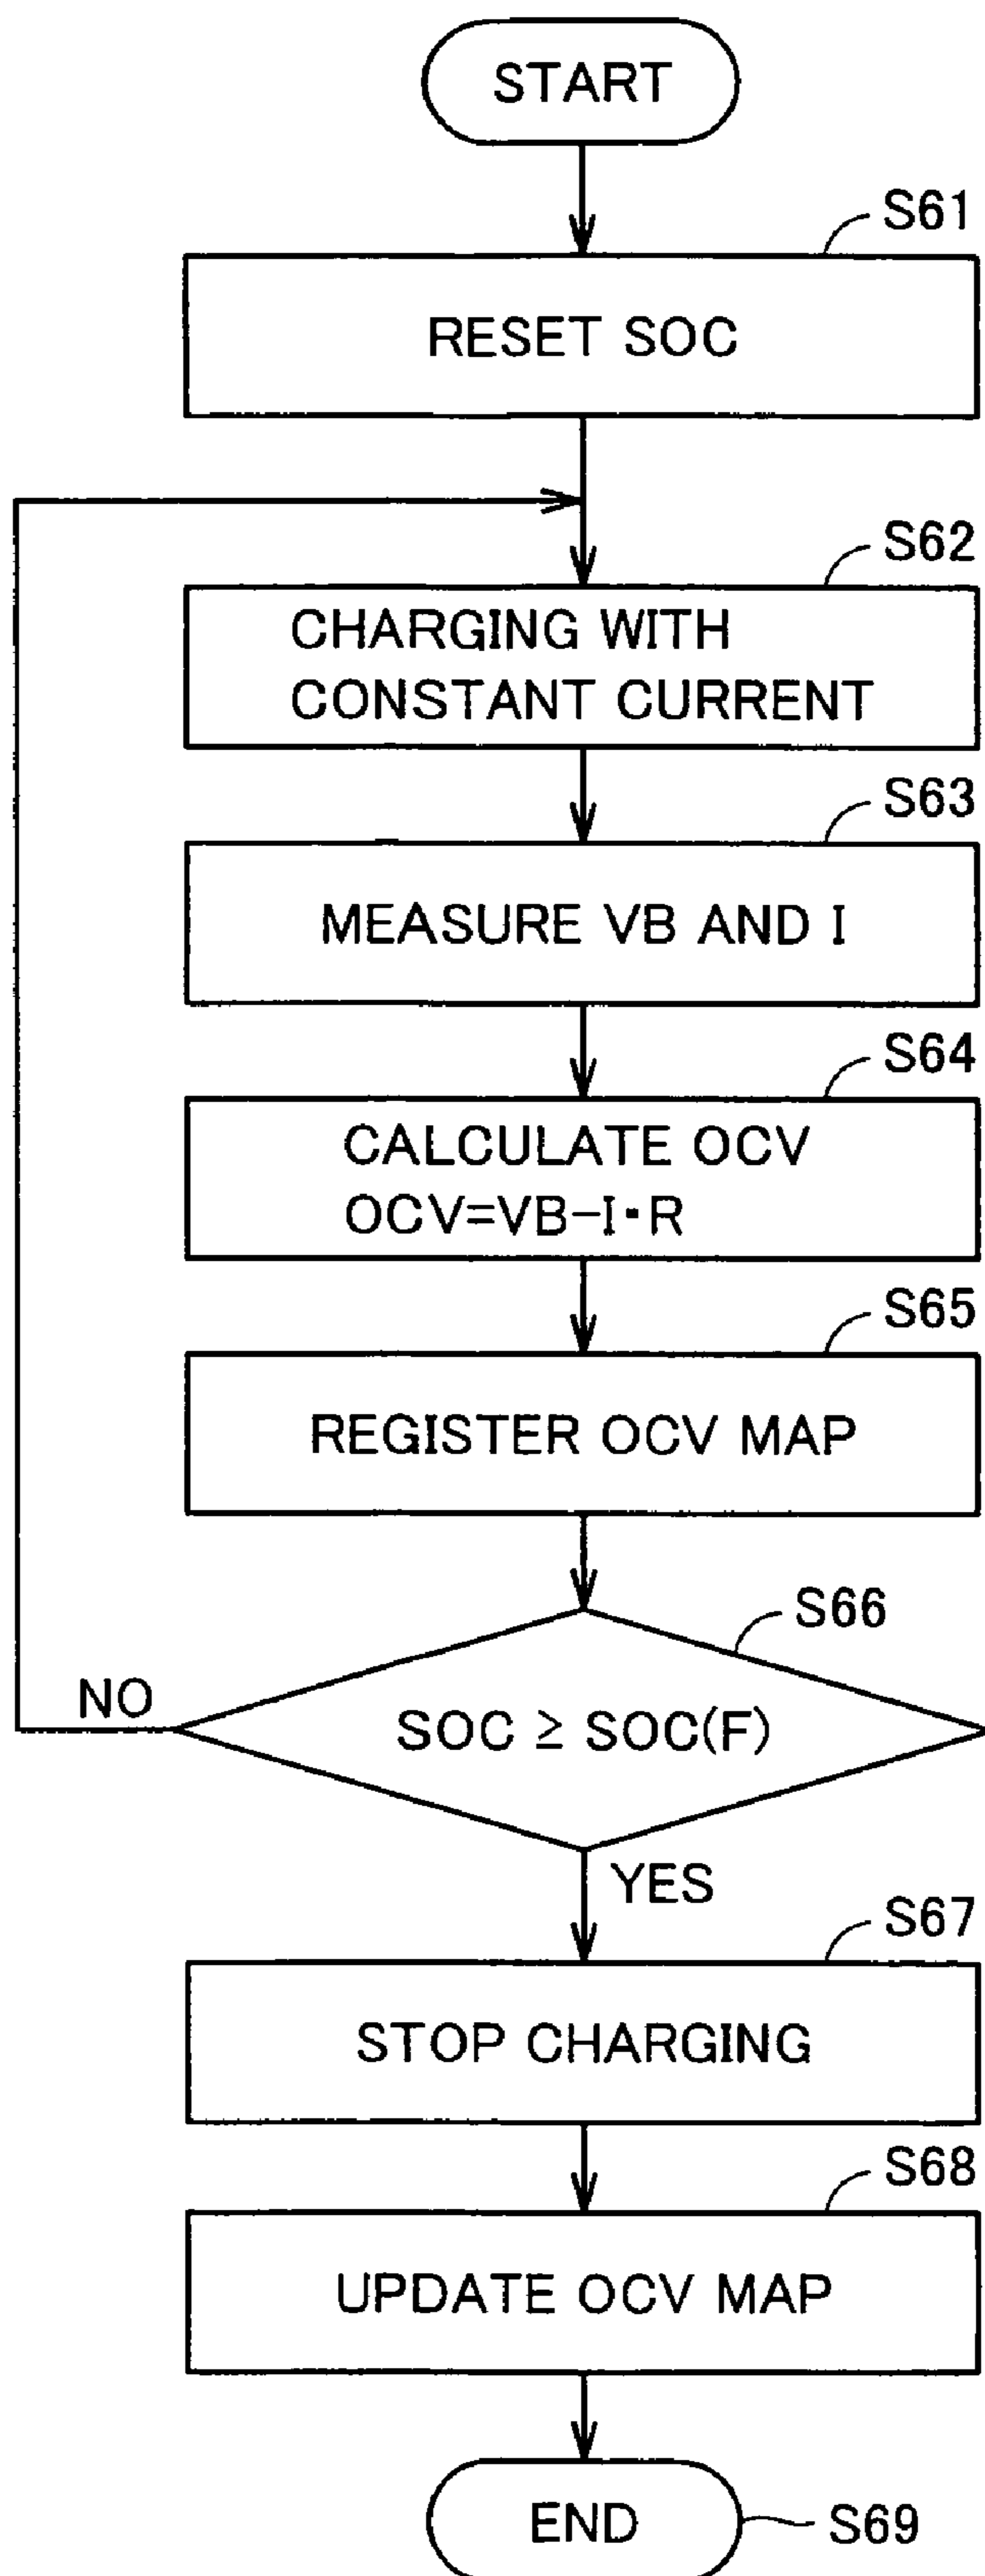 START
S61
RESET SOC
S62
CHARGING WITH
CONSTANT CURRENT
S63
MEASURE VB AND I
S64
CALCULATE OCV
OCV=VB-I·R
S65
REGISTER OCV MAP
S66
NO
SOC ≥ SOC(F)
YES
S67
STOP CHARGING
S68
UPDATE OCV MAP
END
S69